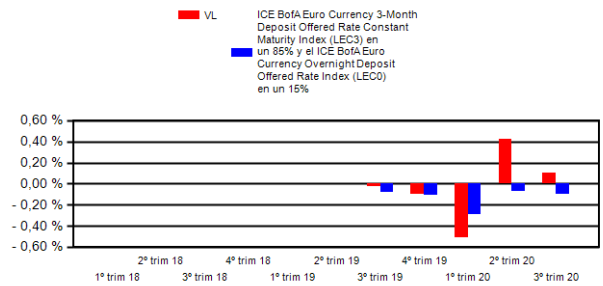 VL
ICE BofA Euro Currency 3-Month
Deposit Offered Rate Constant
Maturity Index (LEC3) en
un 85% y el ICE BofA Euro
Currency Overnight Deposit
Offered Rate Index (LEC0)
en un 15%
0,60 %
0,40 %
0,20 %
0,00 %
- 0,20 %
- 0,40 %
- 0,60 %
2º trim 18 4º trim 18 2º trim 19 4º trim 19 2º trim 20
1º trim 18 3º trim 18 1º trim 19 3º trim 19 1º trim 20 3º trim 20